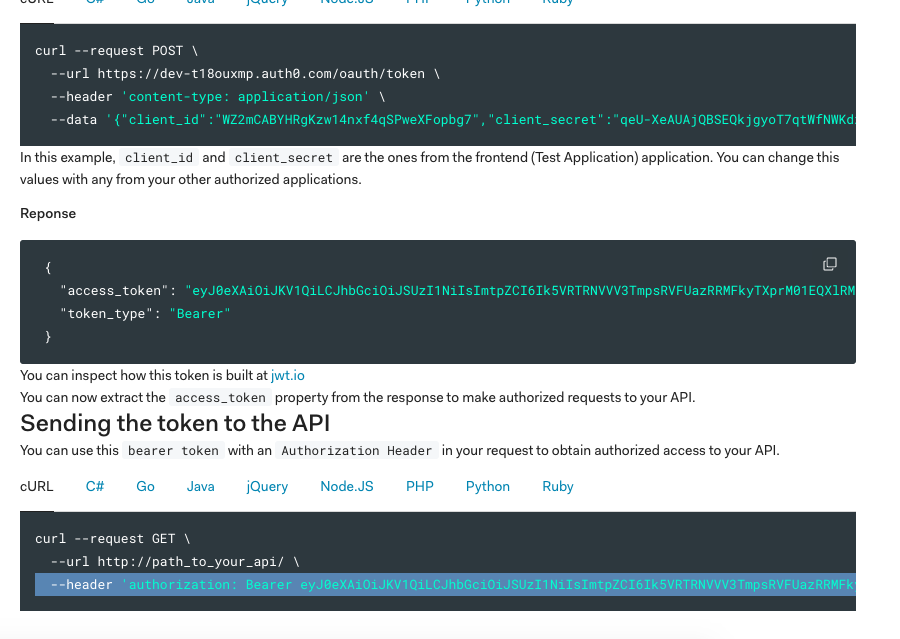 cURL C# Go Java jQuery Node.JS PHP Python Ruby
curl --request POST \
--url https://dev-t18ouxmp.auth0.com/oauth/token \
--header 'content-type: application/json' \
--data '{"client_id":"WZ2mCABYHRgKzw14nxf4qSPweXFopbg7","client_secret":"qeU-XeAUAjQBSEQkjgyoT7qtWfNWKd
In this example, client_id and client_secret are the ones from the frontend (Test Application) application. You can change this
values with any from your other authorized applications.
Reponse
{
"access_token": "eyJ0eXAiOiJKV1QiLCJhbGciOiJSUzI1NiIsImtpZCI6Ik5VRTRNVVV3TmpsRVFUazRRMFkyTXprM01EQXlRM
"token_type": "Bearer"
}
You can inspect how this token is built at jwt.io
You can now extract the access_token property from the response to make authorized requests to your API.
Sending the token to the API
You can use this bearer token with an Authorization Header in your request to obtain authorized access to your API.
cURL C# Go Java jQuery Node.JS PHP Python Ruby
curl --request GET \
--url http://path_to_your_api/ \
--header 'authorization: Bearer eyJ0eXAiOiJKV1QiLCJhbGciOiJSUzI1NiIsImtpZCI6Ik5VRTRNVVV3TmpsRVFUazRRMFk